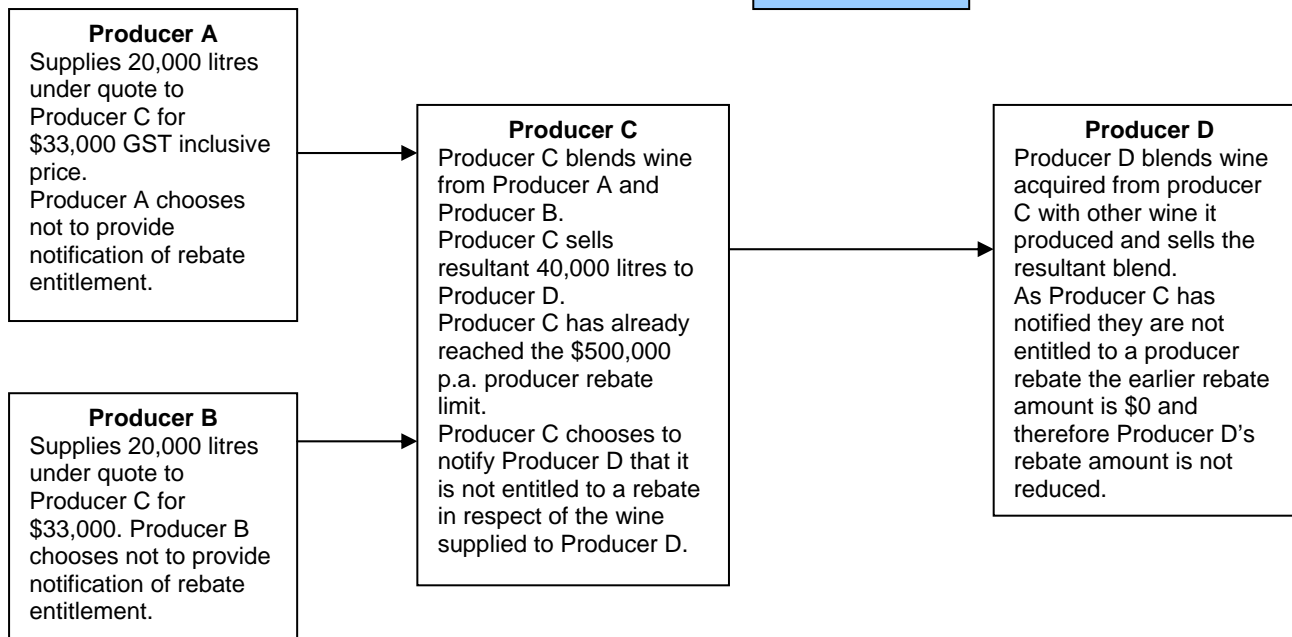 Producer A
Supplies 20,000 litres
under quote to
Producer C for
$33,000 GST inclusive
price.
Producer A chooses
not to provide
notification of rebate
entitlement.
Producer B
Supplies 20,000 litres
under quote to
Producer C for
$33,000. Producer B
chooses not to provide
notification of rebate
entitlement.
Producer C
Producer C blends wine
from Producer A and
Producer B.
Producer C sells
resultant 40,000 litres to
Producer D.
Producer C has already
reached the $500,000
p.a. producer rebate
limit.
Producer C chooses to
notify Producer D that it
is not entitled to a rebate
in respect of the wine
supplied to Producer D.
Producer D
Producer D blends wine
acquired from producer
C with other wine it
produced and sells the
resultant blend.
As Producer C has
notified they are not
entitled to a producer
rebate the earlier rebate
amount is $0 and
therefore Producer D’s
rebate amount is not
reduced.